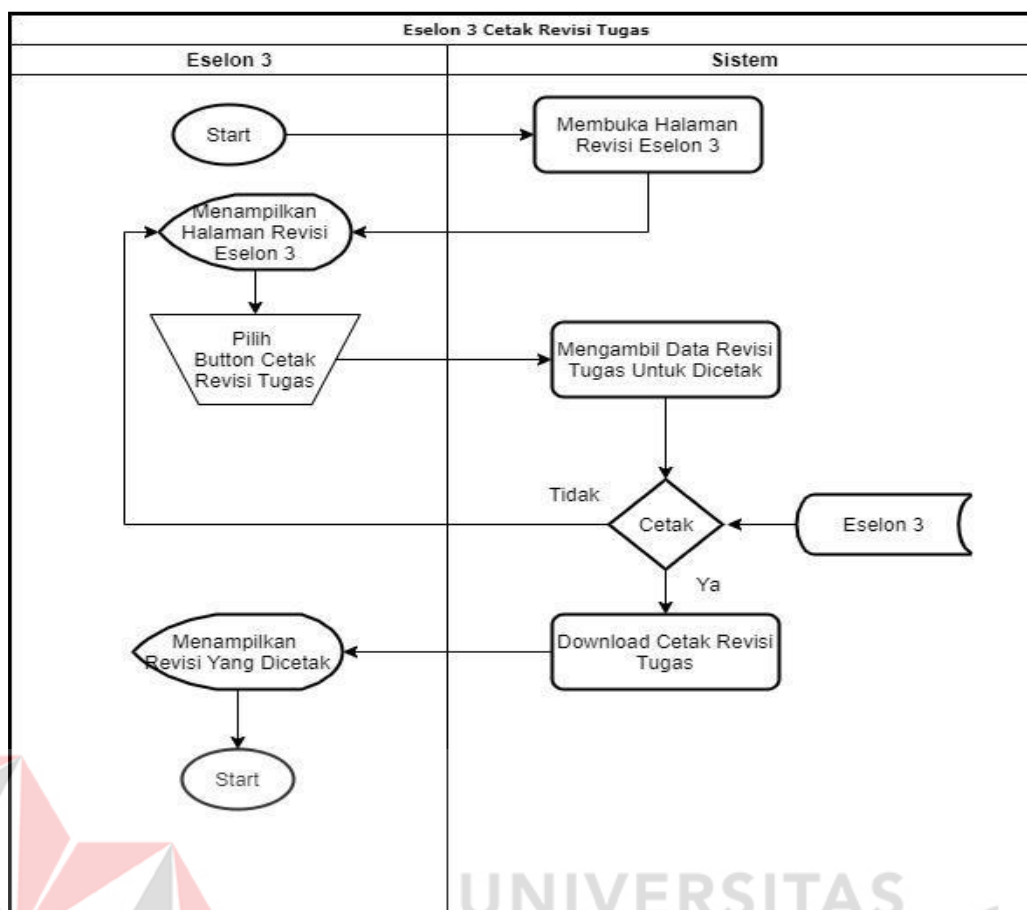 Eselon 3 Cetak Revisi Tugas
Eselon 3
Sistem
Start
Membuka Halaman
Revisi Eselon 3
Menampilkan
Halaman Revisi
Eselon 3
Pilih
Button Cetak
Revisi Tugas
Mengambil Data Revisi
Tugas Untuk Dicetak
Tidak
Cetak
Eselon 3
Ya
Menampilkan
Revisi Yang Dicetak
Download Cetak Revisi
Tugas
Start
UNIVERSITAS